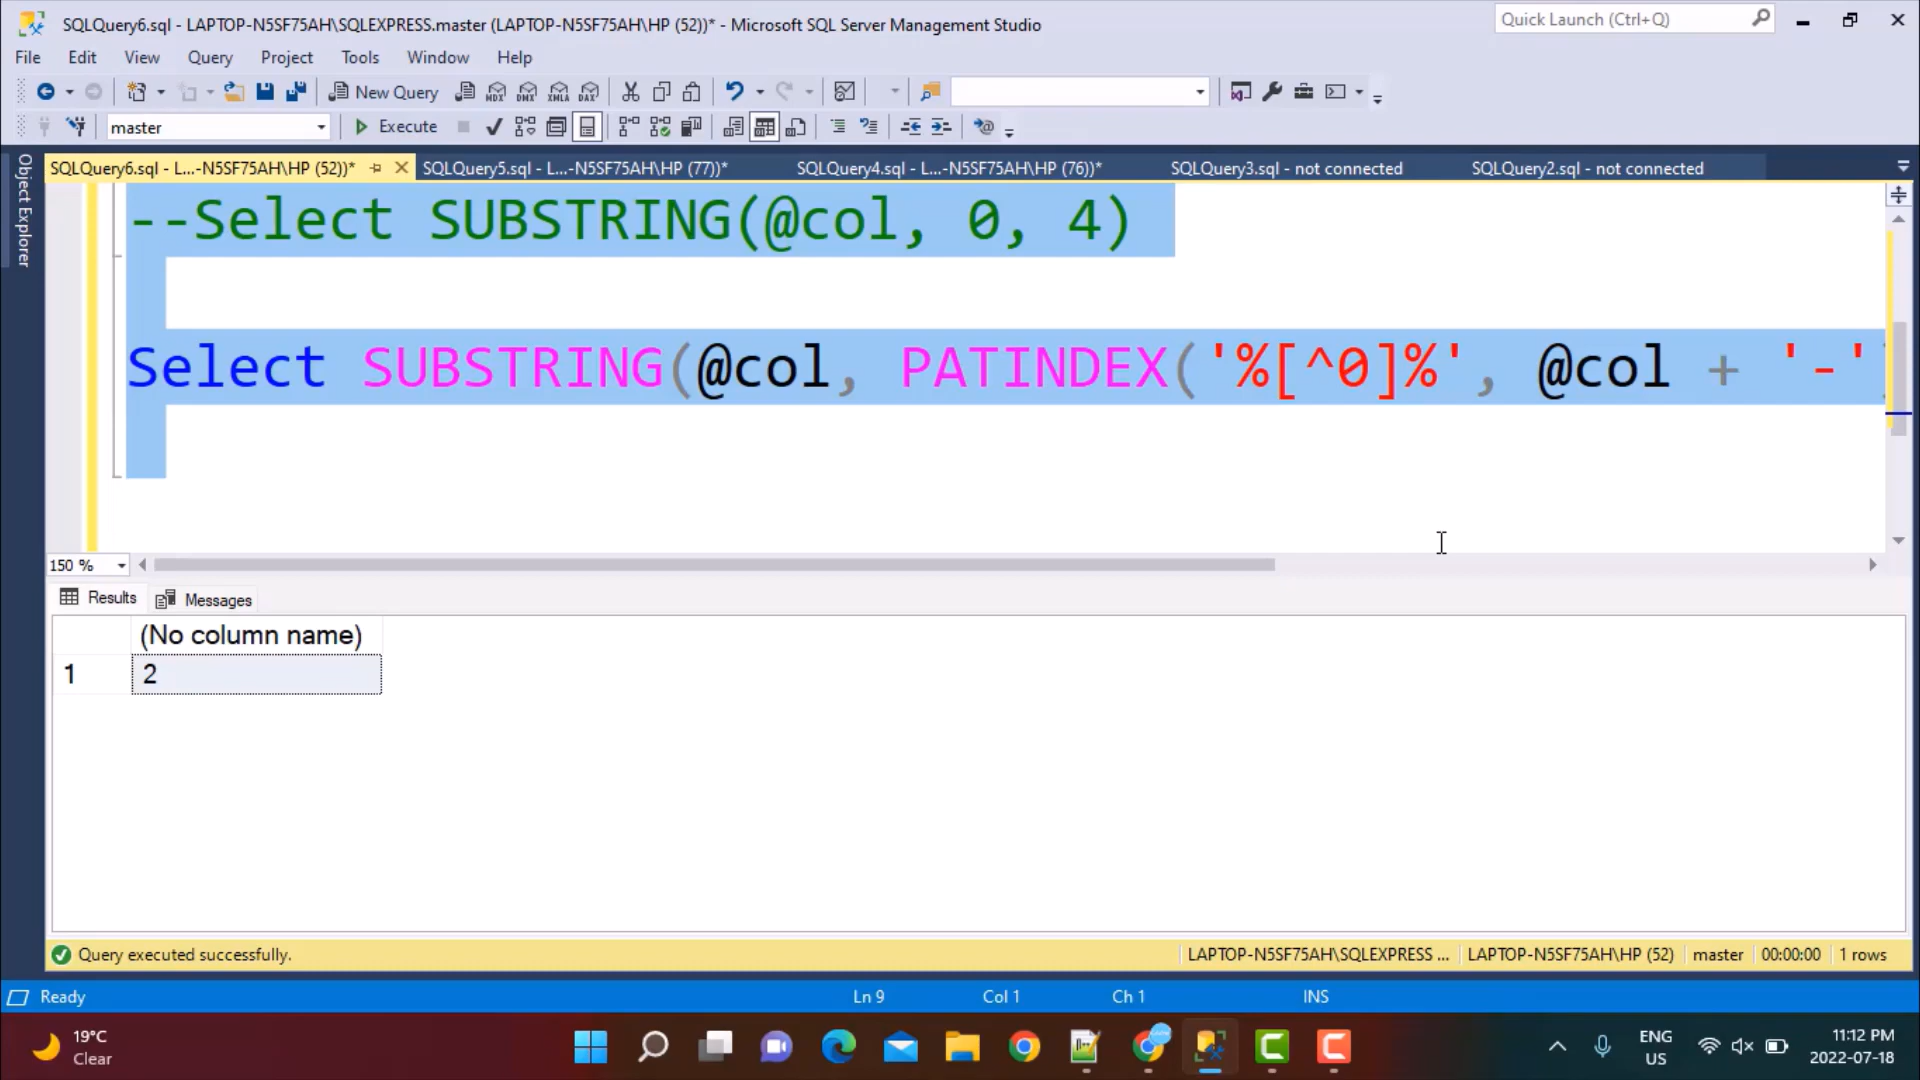 SQLQuery6.sql - LAPTOP-N5SF75AH\SQLEXPRESS.master (LAPTOP-N5SF75AH\HP (52))* - Microsoft SQL Server Management Studio
Quick Launch (Ctrl+Q)
File Edit View Query Project Tools Window Help
New Query MDX DMX XMLA DAX
master Execute
Object Explorer
SQLQuery6.sql - L...-N5SF75AH\HP (52))* SQLQuery5.sql - L...-N5SF75AH\HP (77))* SQLQuery4.sql - L...-N5SF75AH\HP (76))* SQLQuery3.sql - not connected SQLQuery2.sql - not connected
--Select SUBSTRING(@col, 0, 4)
Select SUBSTRING(@col, PATINDEX('%[^0]%', @col + '-'
150 %
Results Messages
(No column name)
1 2
Query executed successfully. LAPTOP-N5SF75AH\SQLEXPRESS ... LAPTOP-N5SF75AH\HP (52) master 00:00:00 1 rows
Ready Ln 9 Col 1 Ch 1 INS
19°C
Clear
ENG
US
11:12 PM
2022-07-18